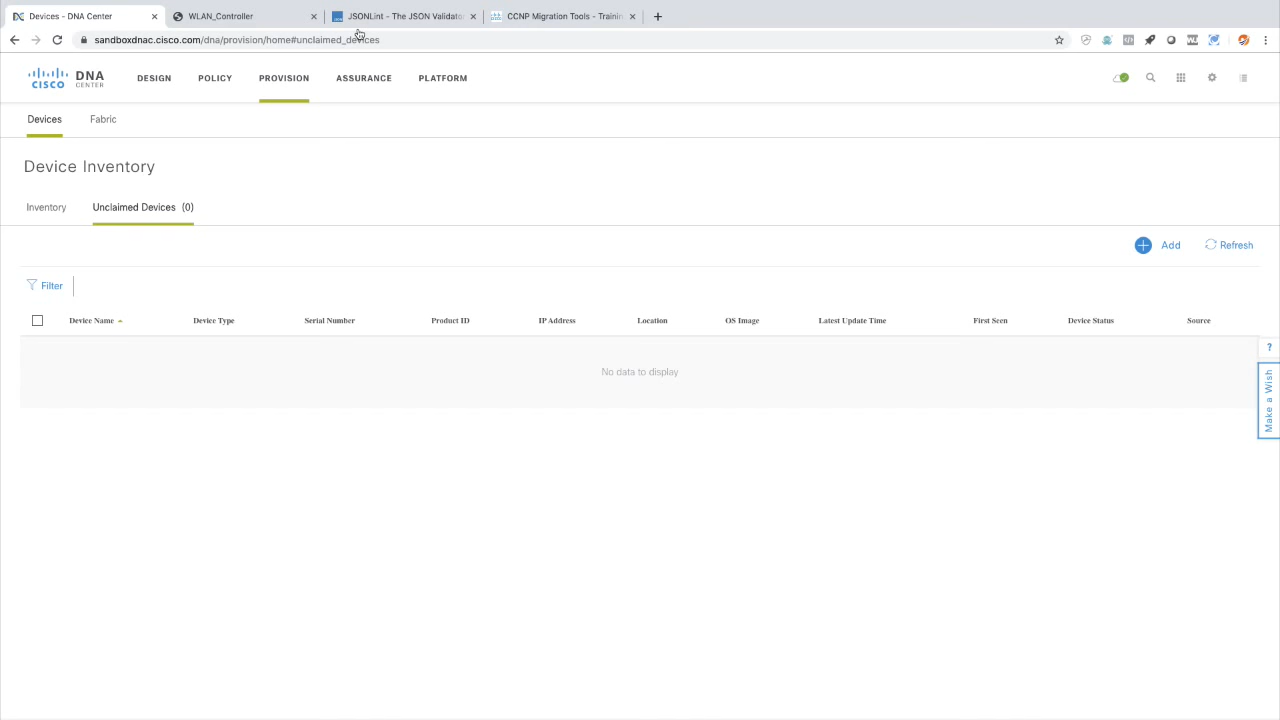 Devices - DNA Center
WLAN_Controller
JSONLint - The JSON Validator
CCNP Migration Tools - Training
sandboxdnac.cisco.com/dna/provision/home#unclaimed_devices
CISCO
DNA
CENTER
DESIGN
POLICY
PROVISION
ASSURANCE
PLATFORM
Devices
Fabric
Device Inventory
Inventory
Unclaimed Devices (0)
Add
Refresh
Filter
Device Name
Device Type
Serial Number
Product ID
IP Address
Location
OS Image
Latest Update Time
First Seen
Device Status
Source
No data to display
?
Make a Wish